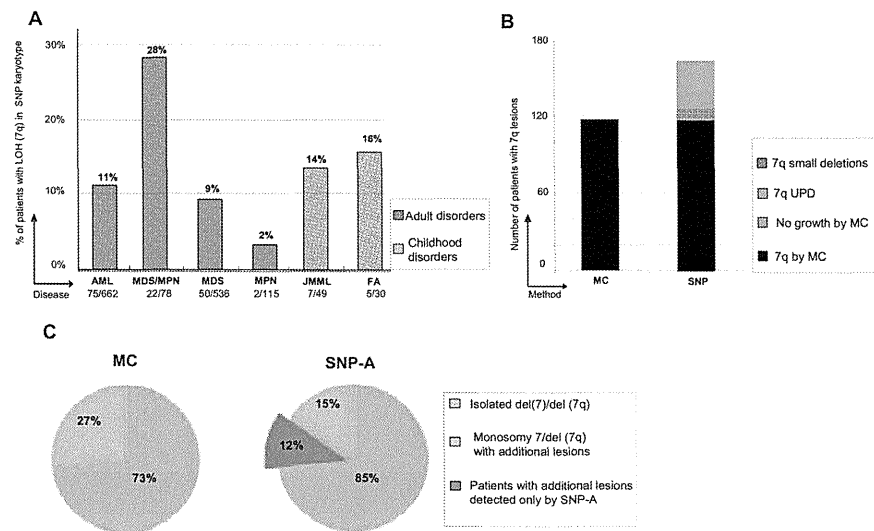 A
% of patients with LOH (7q) in SNP karyotype
30%
20%
10%
0%
11%
28%
9%
2%
14%
16%
Disease
AML
75/662
MDS/MPN
22/78
MDS
50/536
MPN
2/115
JMML
7/49
FA
5/30
Adult disorders
Childhood
disorders
B
Number of patients with 7q lesions
180
120
60
0
Method
MC
SNP
7q small deletions
7q UPD
No growth by MC
7q by MC
C
MC
27%
73%
SNP-A
15%
12%
85%
Isolated del(7)/del (7q)
Monosomy 7/del (7q)
with additional lesions
Patients with additional lesions
detected only by SNP-A